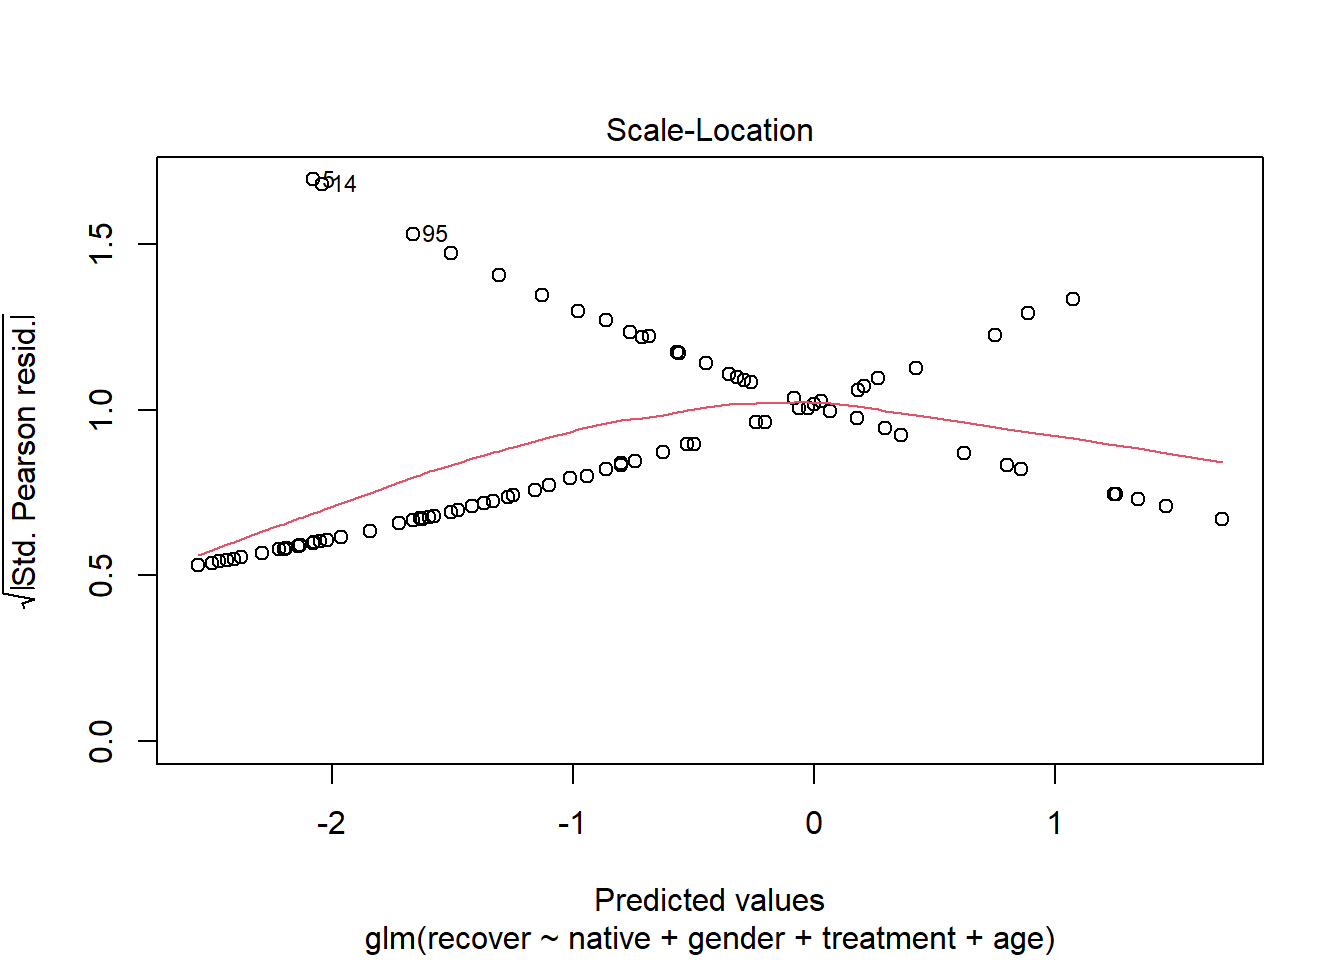 Scale-Location
√|Std. Pearson resid.|
1.5
1.0
0.5
0.0
5
14
95
-2 -1 0 1
Predicted values
glm(recover ~ native + gender + treatment + age)